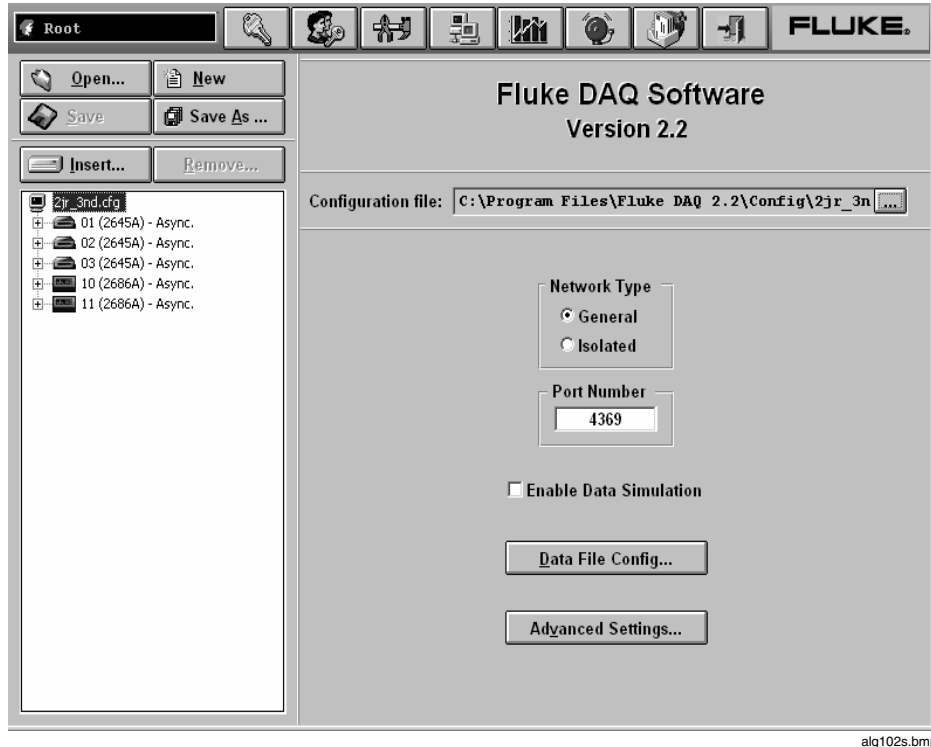 Root
FLUKE®
Open...
New
Save
Save As ...
Insert...
Remove...
2jr_3nd.cfg
01 (2645A) - Async.
02 (2645A) - Async.
03 (2645A) - Async.
10 (2686A) - Async.
11 (2686A) - Async.
Fluke DAQ Software
Version 2.2
Configuration file: C:\Program Files\Fluke DAQ 2.2\Config\2jr_3n ...
Network Type
General
Isolated
Port Number
4369
Enable Data Simulation
Data File Config...
Advanced Settings...
alg102s.bmp